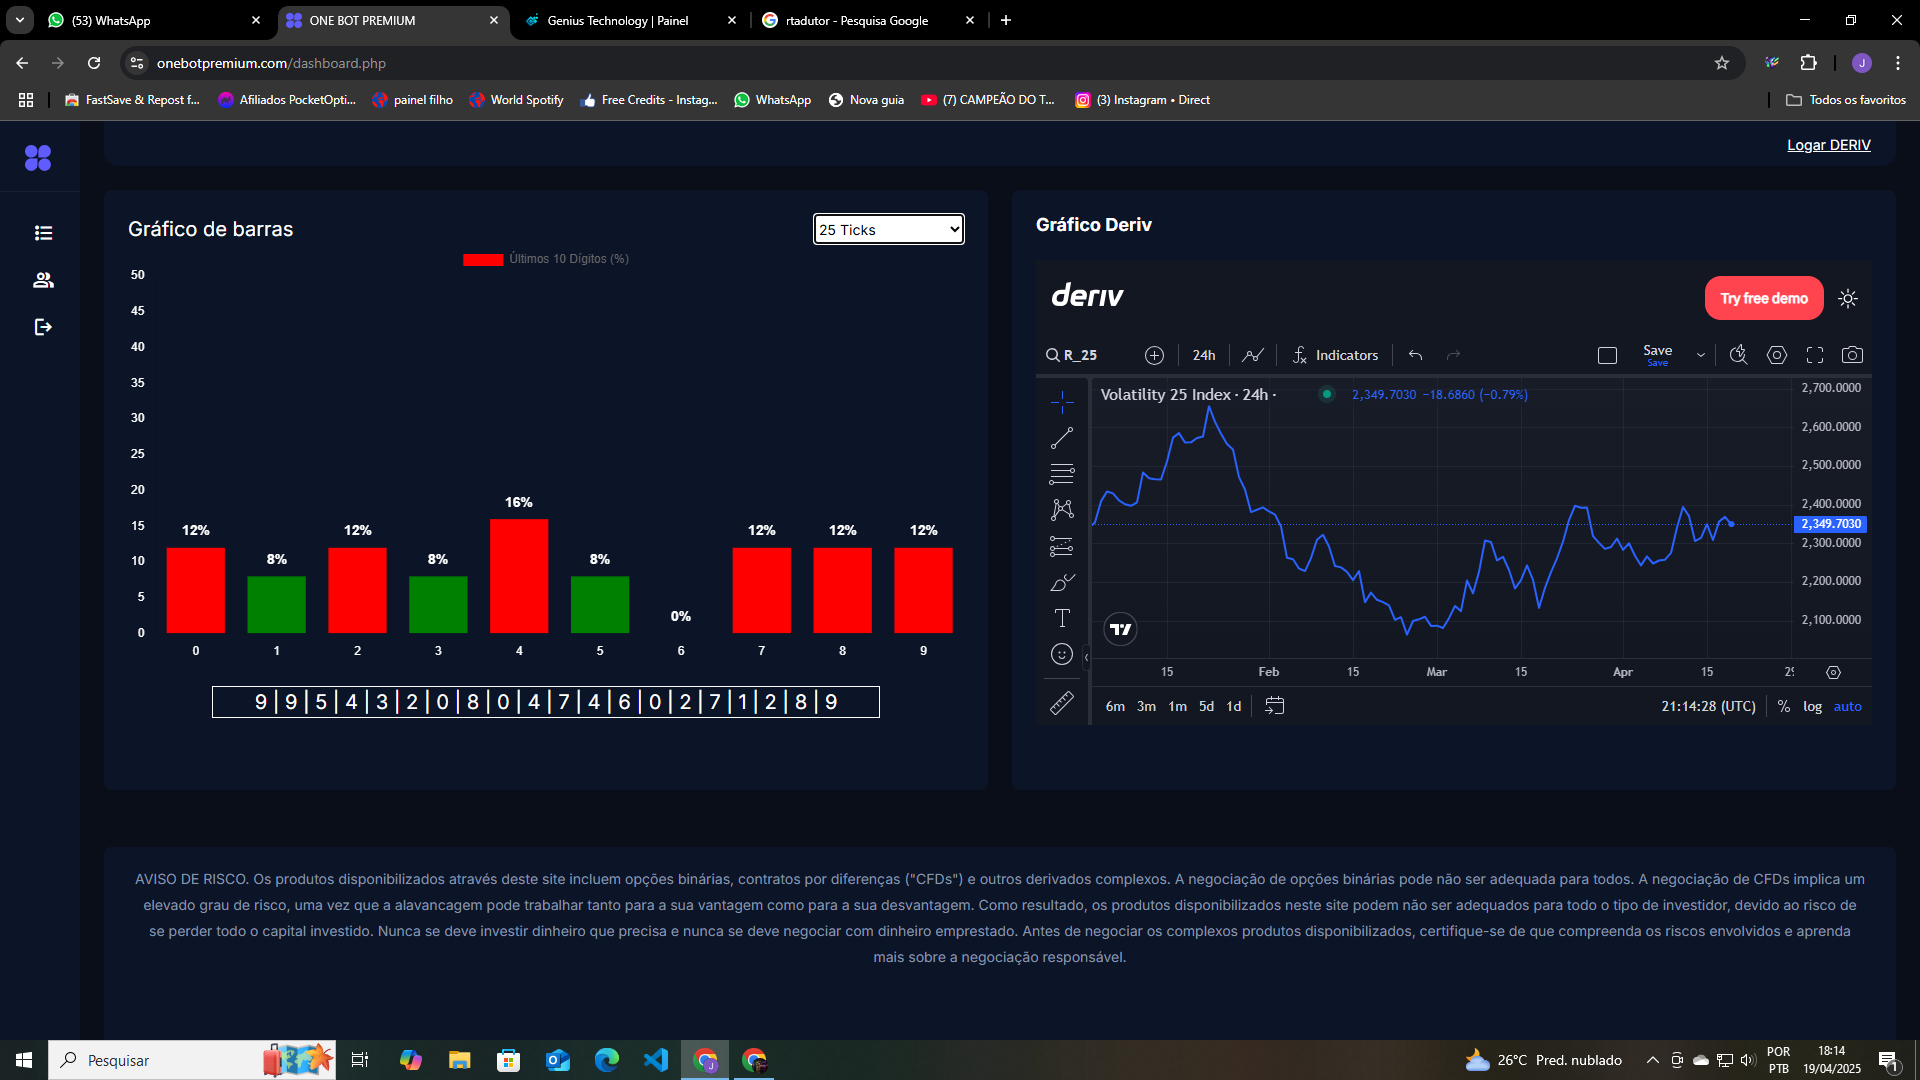 (53) WhatsApp
ONE BOT PREMIUM
Genius Technology | Painel
rtadutor - Pesquisa Google
onebotpremium.com/dashboard.php
J
FastSave & Repost f...
Afiliados PocketOpti...
painel filho
World Spotify
Free Credits - Instag...
WhatsApp
Nova guia
(7) CAMPEÃO DO T...
(3) Instagram • Direct
Todos os favoritos
Logar DERIV
Gráfico de barras
25 Ticks
Últimos 10 Dígitos (%)
50
45
40
35
30
25
20
15
10
5
0
12%
8%
12%
8%
16%
8%
0%
12%
12%
12%
0 1 2 3 4 5 6 7 8 9
9|9|5|4|3|2|0|8|0|4|7|4|6|0|2|7|1|2|8|9
Gráfico Deriv
deriv
Try free demo
R_25
24h
Indicators
Save
Save
Volatility 25 Index · 24h ·
2,349.7030 −18.6860 (−0.79%)
2,700.0000
2,600.0000
2,500.0000
2,400.0000
2,349.7030
2,300.0000
2,200.0000
2,100.0000
15 Feb 15 Mar 15 Apr 15 29
6m 3m 1m 5d 1d
21:14:28 (UTC)
% log auto
AVISO DE RISCO. Os produtos disponibilizados através deste site incluem opções binárias, contratos por diferenças ("CFDs") e outros derivados complexos. A negociação de opções binárias pode não ser adequada para todos. A negociação de CFDs implica um
elevado grau de risco, uma vez que a alavancagem pode trabalhar tanto para a sua vantagem como para a sua desvantagem. Como resultado, os produtos disponibilizados neste site podem não ser adequados para todo o tipo de investidor, devido ao risco de
se perder todo o capital investido. Nunca se deve investir dinheiro que precisa e nunca se deve negociar com dinheiro emprestado. Antes de negociar os complexos produtos disponibilizados, certifique-se de que compreenda os riscos envolvidos e aprenda
mais sobre a negociação responsável.
Pesquisar
26°C Pred. nublado
POR
PTB
18:14
19/04/2025
1